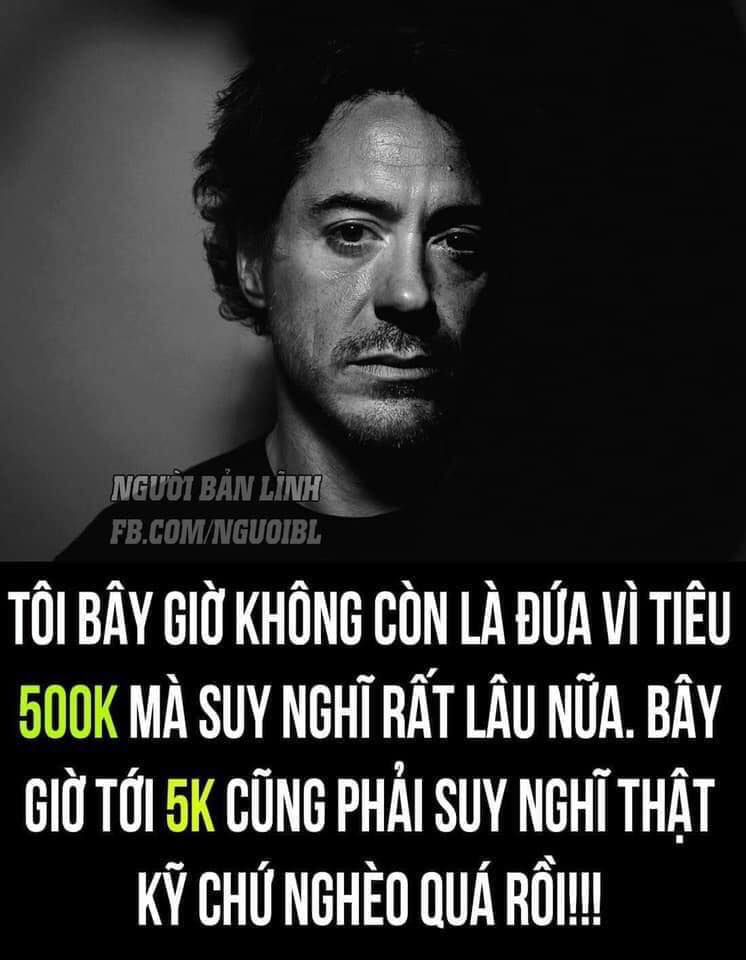 NGƯỜI BẢN LĨNH
FB.COM/NGUOIBL
TÔI BÂY GIỜ KHÔNG CÒN LÀ ĐỨA VÌ TIÊU
500K MÀ SUY NGHĨ RẤT LÂU NỮA. BÂY
GIỜ TỚI 5K CŨNG PHẢI SUY NGHĨ THẬT
KỸ CHỨ NGHÈO QUÁ RỒI!!!